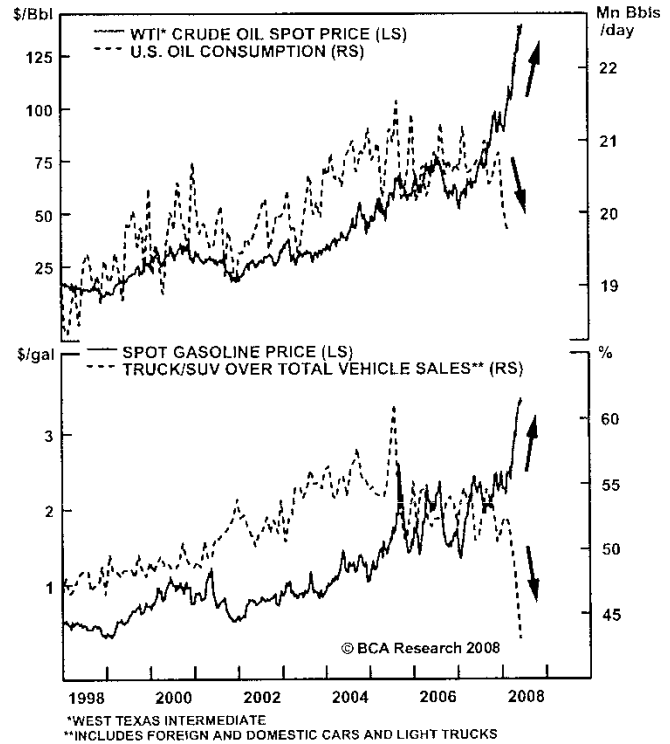 $/Bbl
Mn Bbls
/day
WTI* CRUDE OIL SPOT PRICE (LS)
U.S. OIL CONSUMPTION (RS)
125
100
75
50
25
22
21
20
19
$/gal
%
SPOT GASOLINE PRICE (LS)
TRUCK/SUV OVER TOTAL VEHICLE SALES** (RS)
3
2
1
60
55
50
45
© BCA Research 2008
1998 2000 2002 2004 2006 2008
*WEST TEXAS INTERMEDIATE
**INCLUDES FOREIGN AND DOMESTIC CARS AND LIGHT TRUCKS